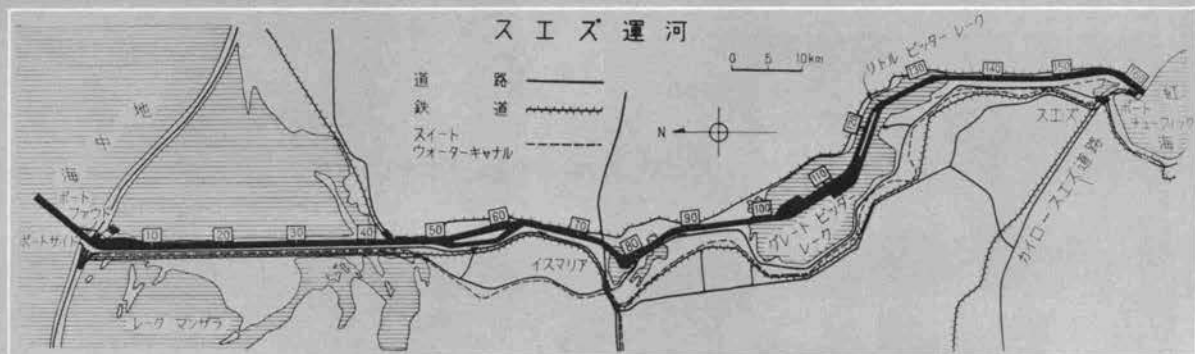 スエズ運河
道路
鉄道
スイート
ウォーターキャナル
0 5 10km
N
地中海
ポート
ファウド
ポートサイド
10
20
30
40
50
60
70
80
90
100
110
120
130
140
150
160
レーク マンザラ
イスマリア
グレート ビッター
レーク
リトル ビッター レーク
スエズ
ポート
チューフィック
紅海
カイロースエズ道路